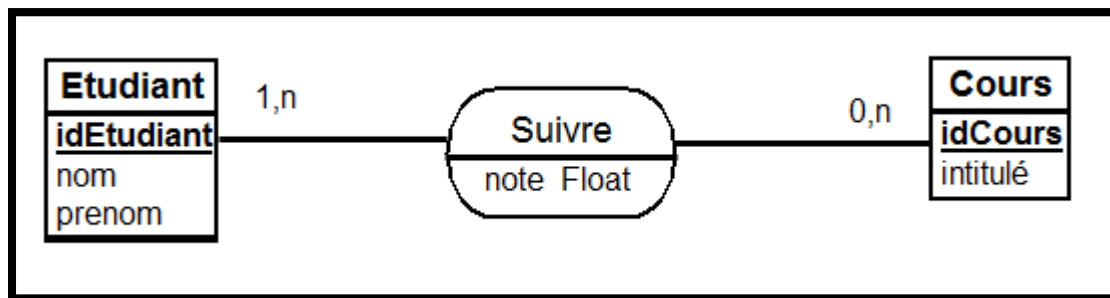 Etudiant
idEtudiant
nom
prenom
1,n
Suivre
note Float
0,n
Cours
idCours
intitulé